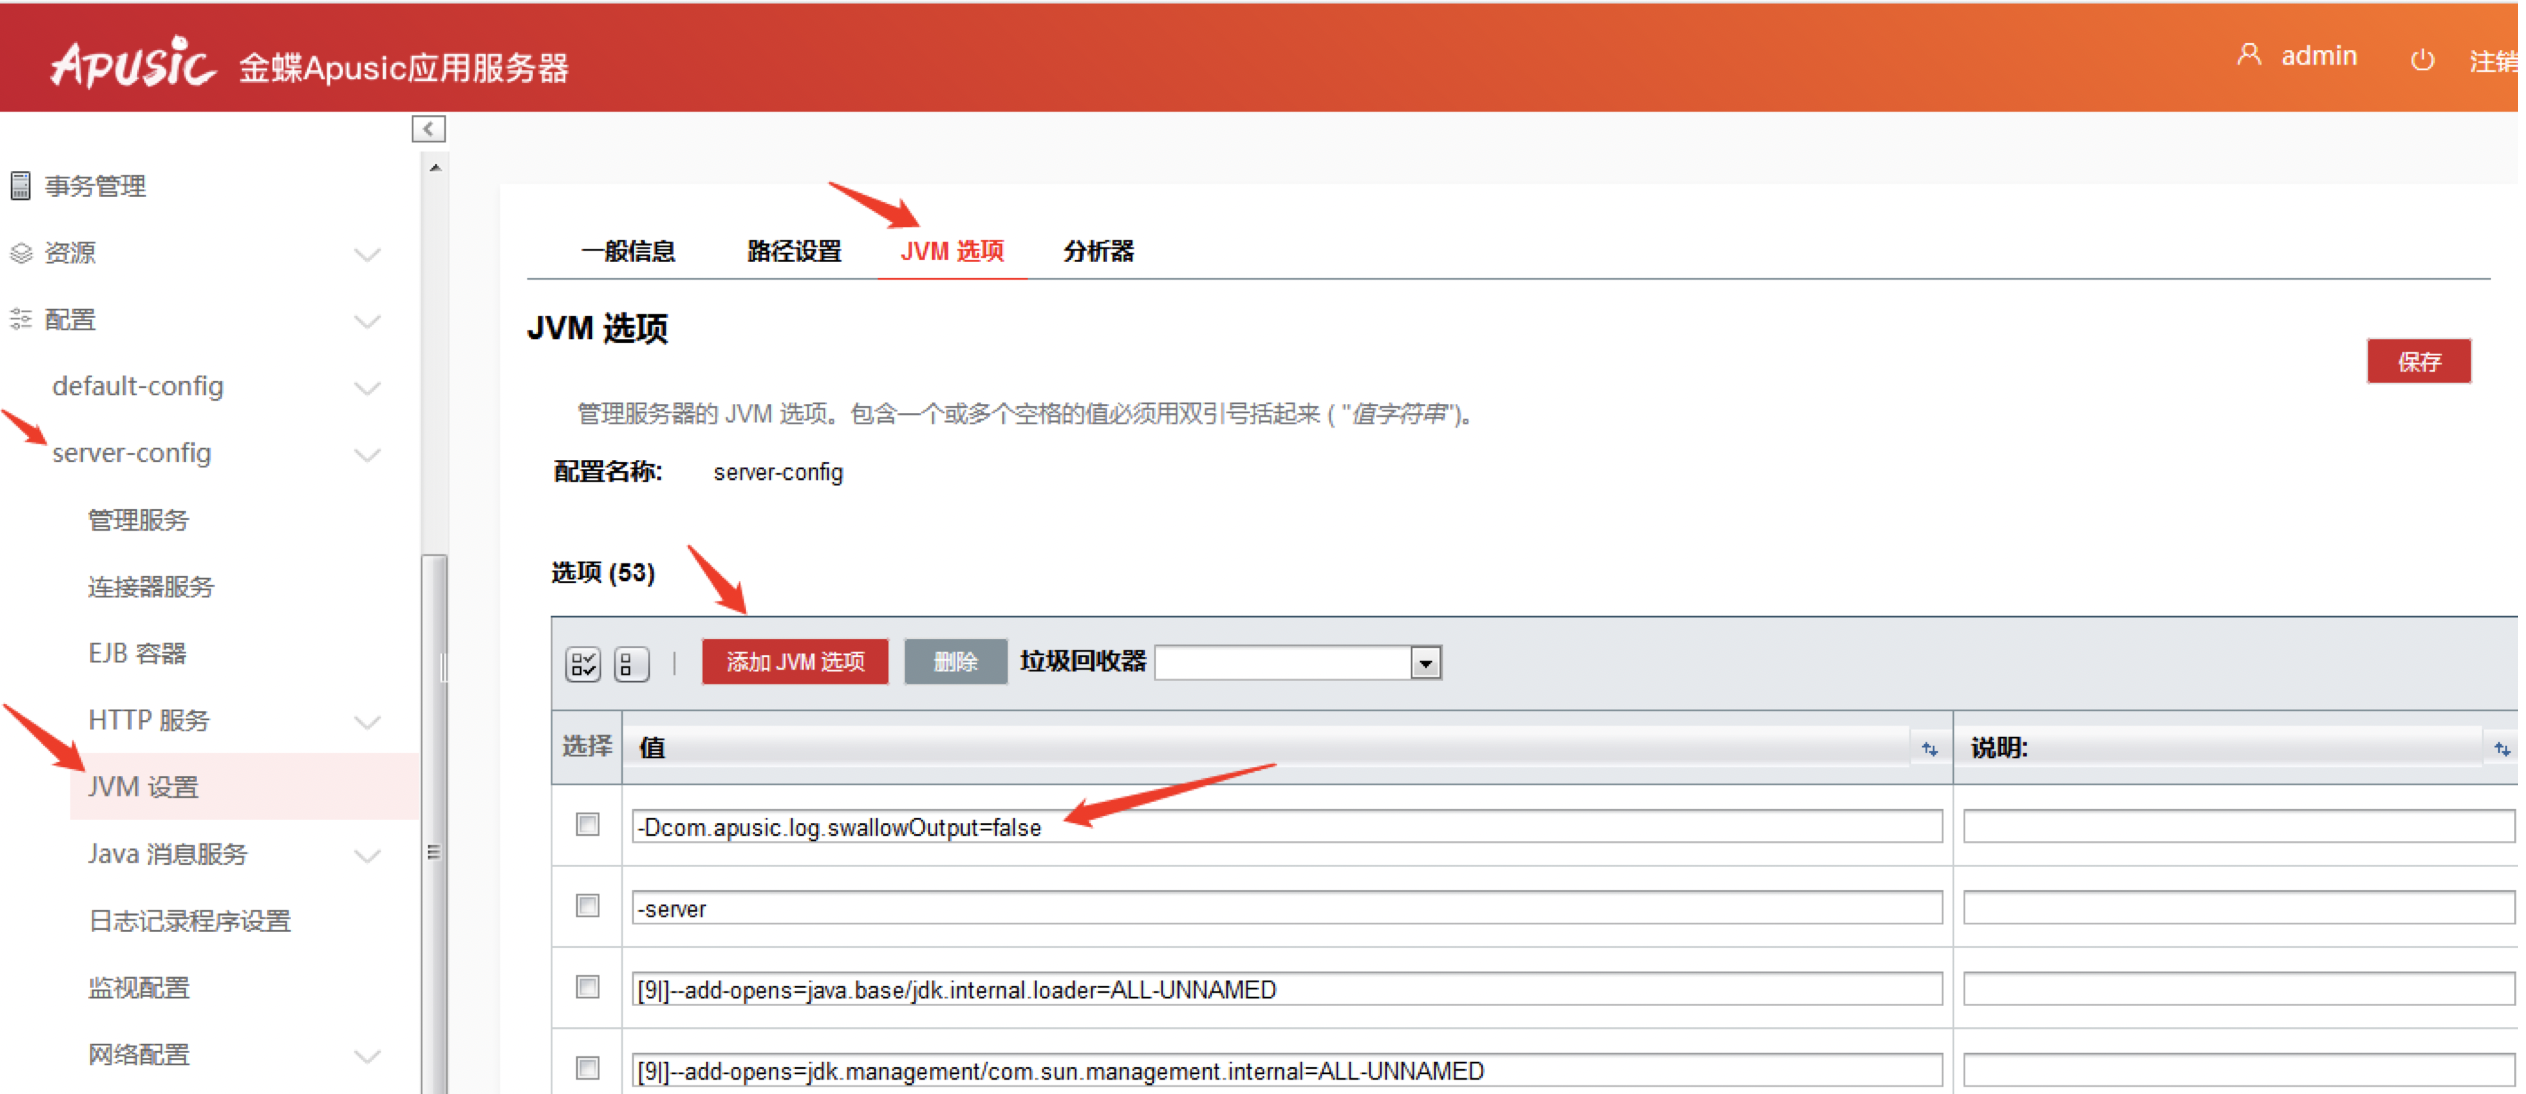 Apusic 金蝶Apusic应用服务器
admin 注销
事务管理
资源
配置
default-config
server-config
管理服务
连接器服务
EJB 容器
HTTP 服务
JVM 设置
Java 消息服务
日志记录程序设置
监视配置
网络配置
一般信息 路径设置 JVM 选项 分析器
JVM 选项
保存
管理服务器的 JVM 选项。包含一个或多个空格的值必须用双引号括起来 ( "值字符串")。
配置名称: server-config
选项 (53)
添加 JVM 选项 删除 垃圾回收器
选择 值 说明:
-Dcom.apusic.log.swallowOutput=false
-server
[9|]--add-opens=java.base/jdk.internal.loader=ALL-UNNAMED
[9|]--add-opens=jdk.management/com.sun.management.internal=ALL-UNNAMED